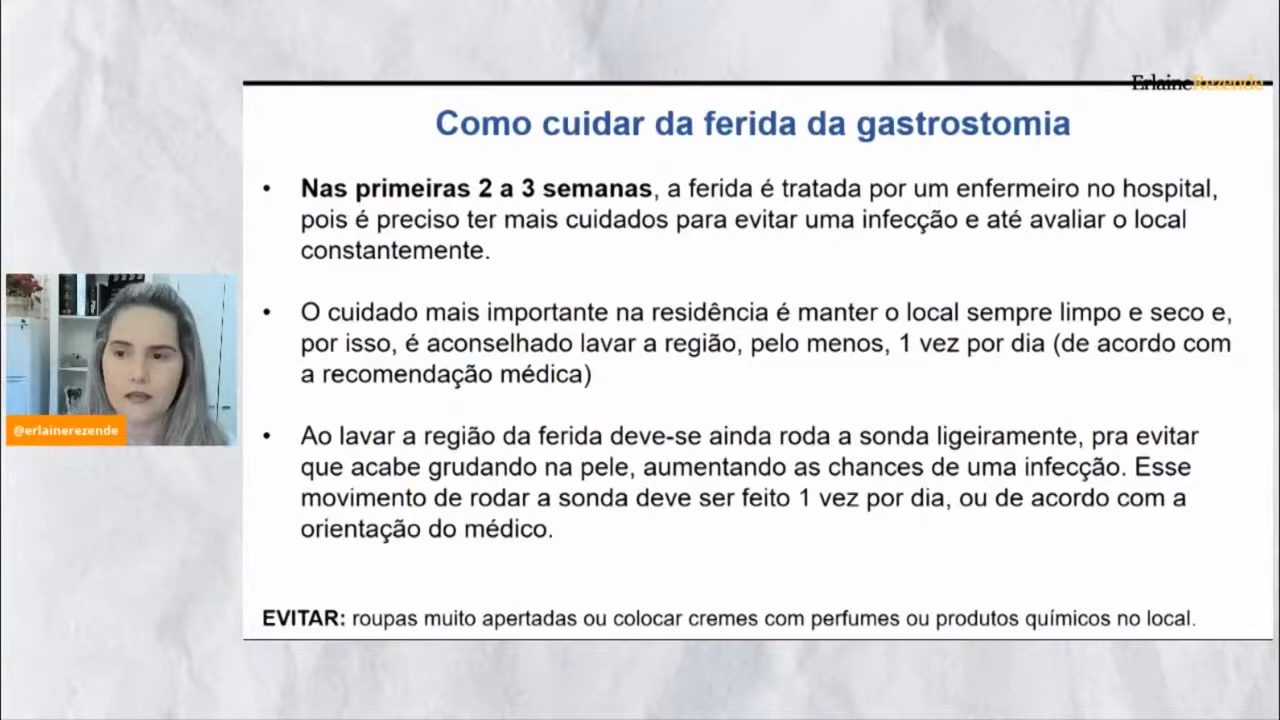 ErlaineRezende
Como cuidar da ferida da gastrostomia
• Nas primeiras 2 a 3 semanas, a ferida é tratada por um enfermeiro no hospital,
pois é preciso ter mais cuidados para evitar uma infecção e até avaliar o local
constantemente.
• O cuidado mais importante na residência é manter o local sempre limpo e seco e,
por isso, é aconselhado lavar a região, pelo menos, 1 vez por dia (de acordo com
a recomendação médica)
• Ao lavar a região da ferida deve-se ainda roda a sonda ligeiramente, pra evitar
que acabe grudando na pele, aumentando as chances de uma infecção. Esse
movimento de rodar a sonda deve ser feito 1 vez por dia, ou de acordo com a
orientação do médico.
EVITAR: roupas muito apertadas ou colocar cremes com perfumes ou produtos químicos no local.
@erlainerezende